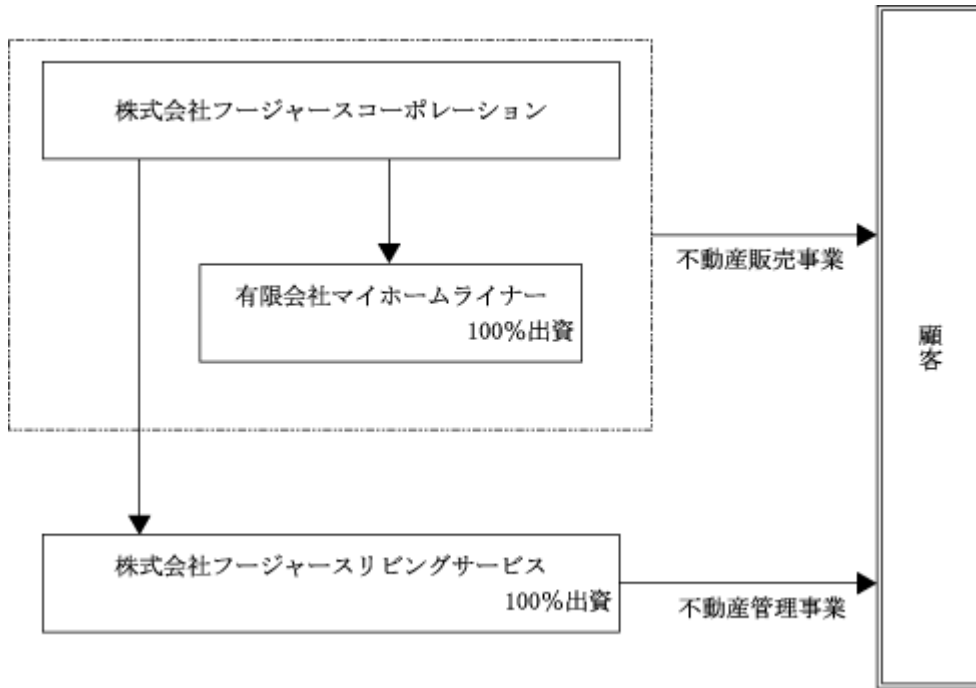 株式会社フージャースコーポレーション
不動産販売事業
有限会社マイホームライナー
100%出資
顧客
株式会社フージャースリビングサービス
100%出資
不動産管理事業